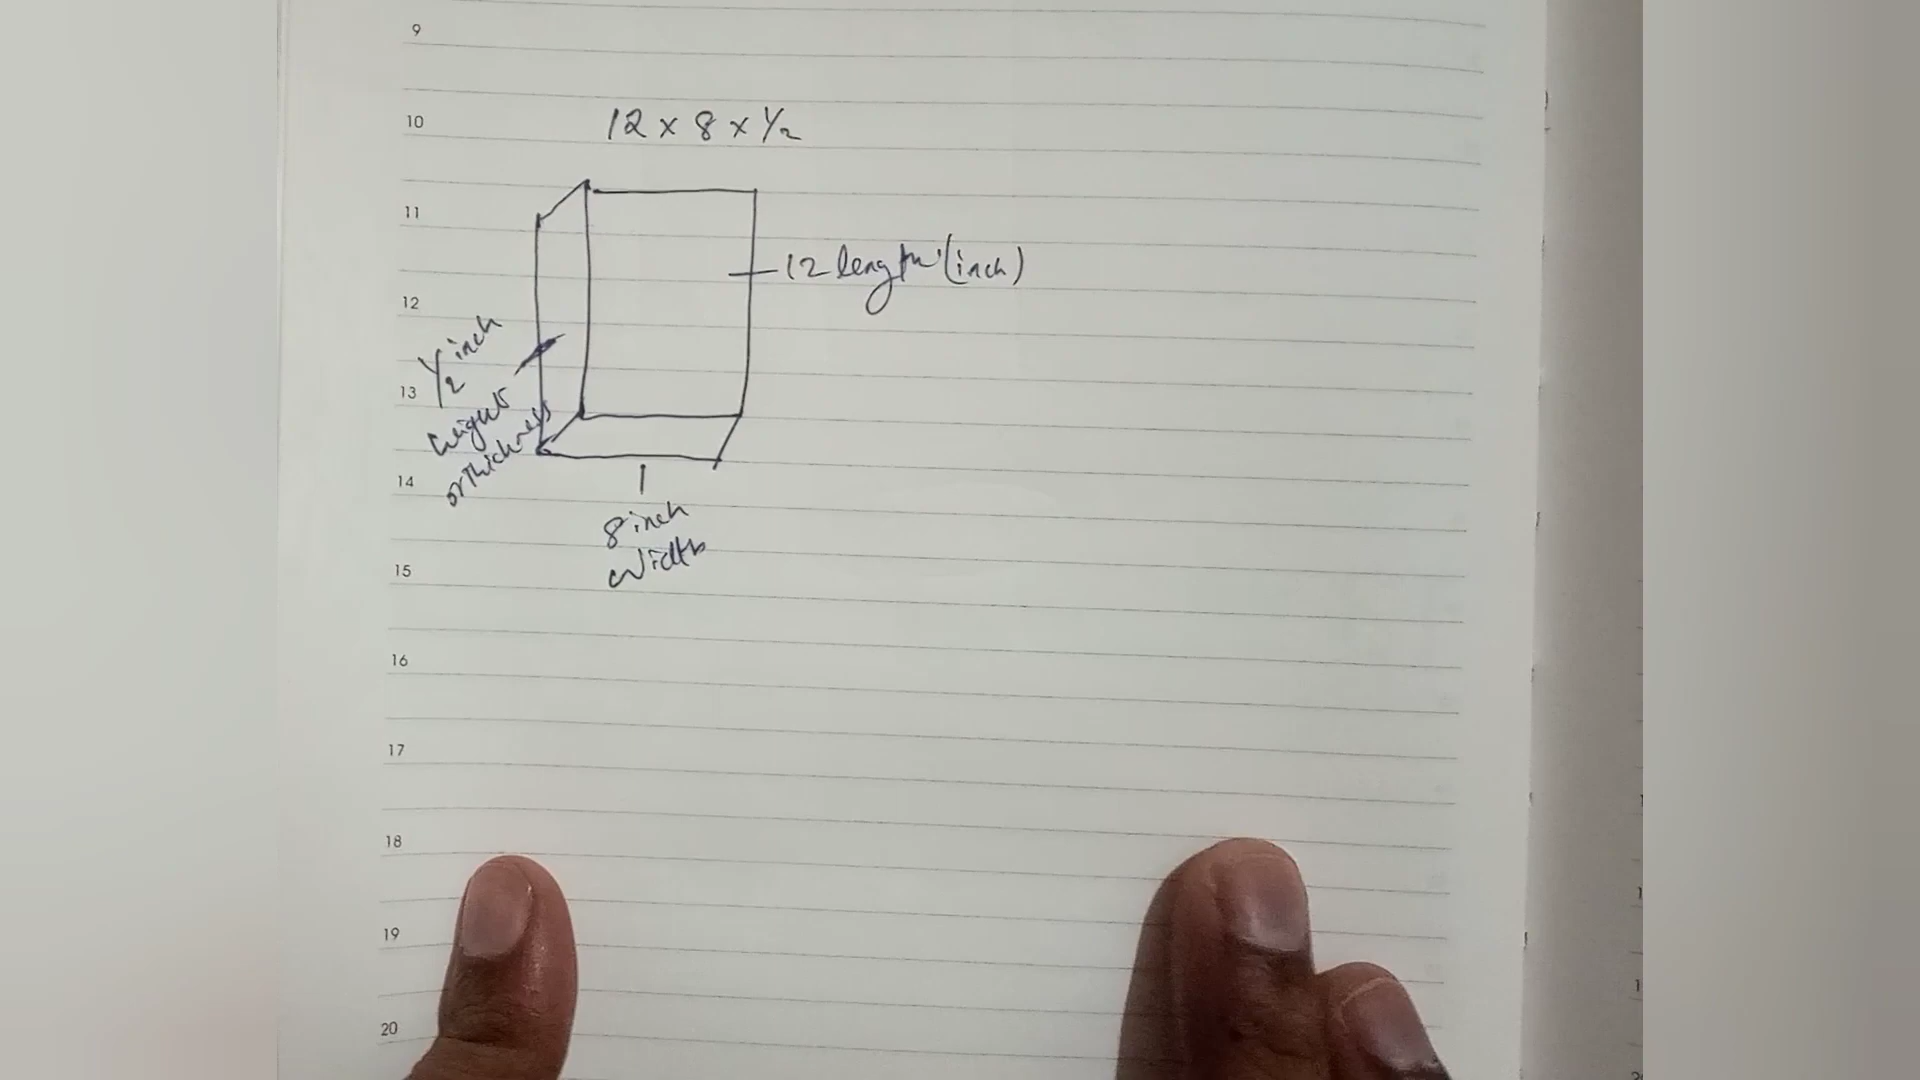 9
10
12 x 8 x 1/2
11
12 length (inch)
12
1/2 inch
13
height
or thickness
14
8 inch
width
15
16
17
18
19
20